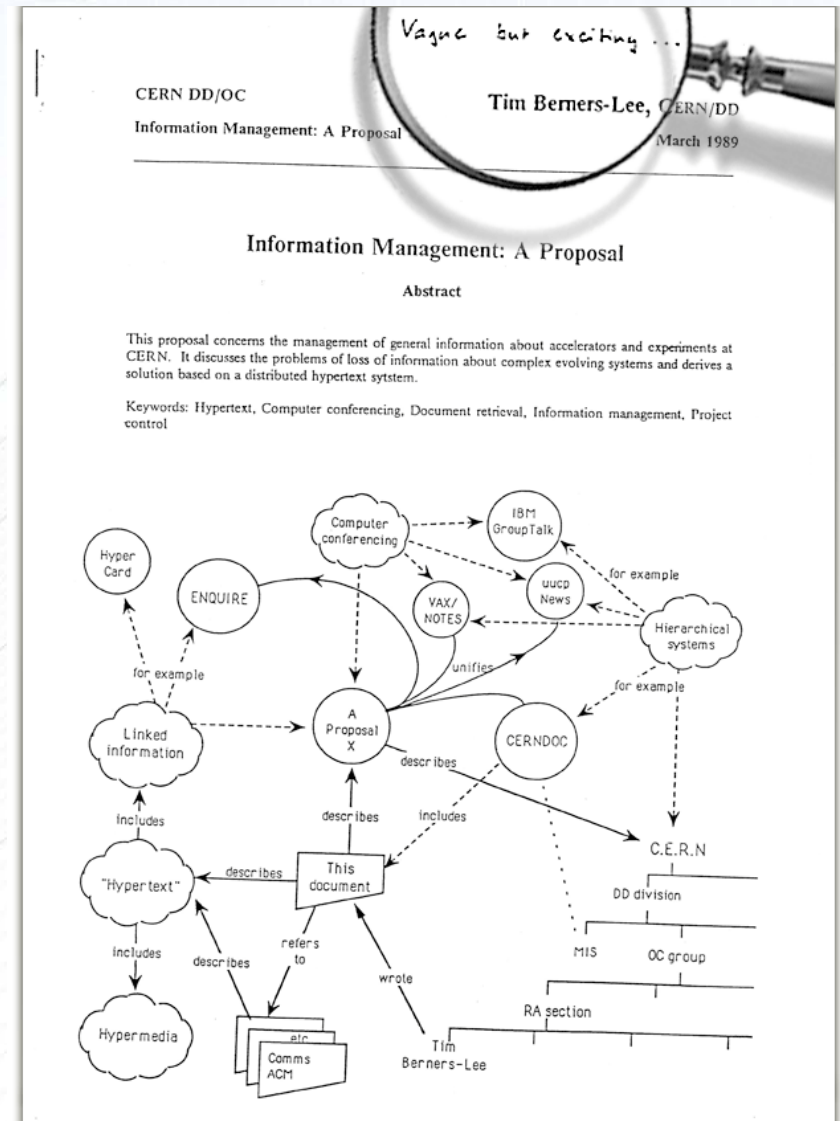 Vague but exciting ...
CERN DD/OC
Tim Berners-Lee, CERN/DD
Information Management: A Proposal
March 1989
Information Management: A Proposal
Abstract
This proposal concerns the management of general information about accelerators and experiments at
CERN. It discusses the problems of loss of information about complex evolving systems and derives a
solution based on a distributed hypertext sytstem.
Keywords: Hypertext, Computer conferencing, Document retrieval, Information management, Project
control
Computer
conferencing
IBM
GroupTalk
Hyper
Card
ENQUIRE
VAX/
NOTES
uucp
News
for example
Hierarchical
systems
unifies
for example
for example
A
Proposal
X
Linked
information
CERNDOC
describes
includes
describes
includes
C.E.R.N
"Hypertext"
describes
This
document
DD division
includes
describes
refers
to
MIS
OC group
wrote
Hypermedia
RA section
etc
Comms
ACM
Tim
Berners-Lee